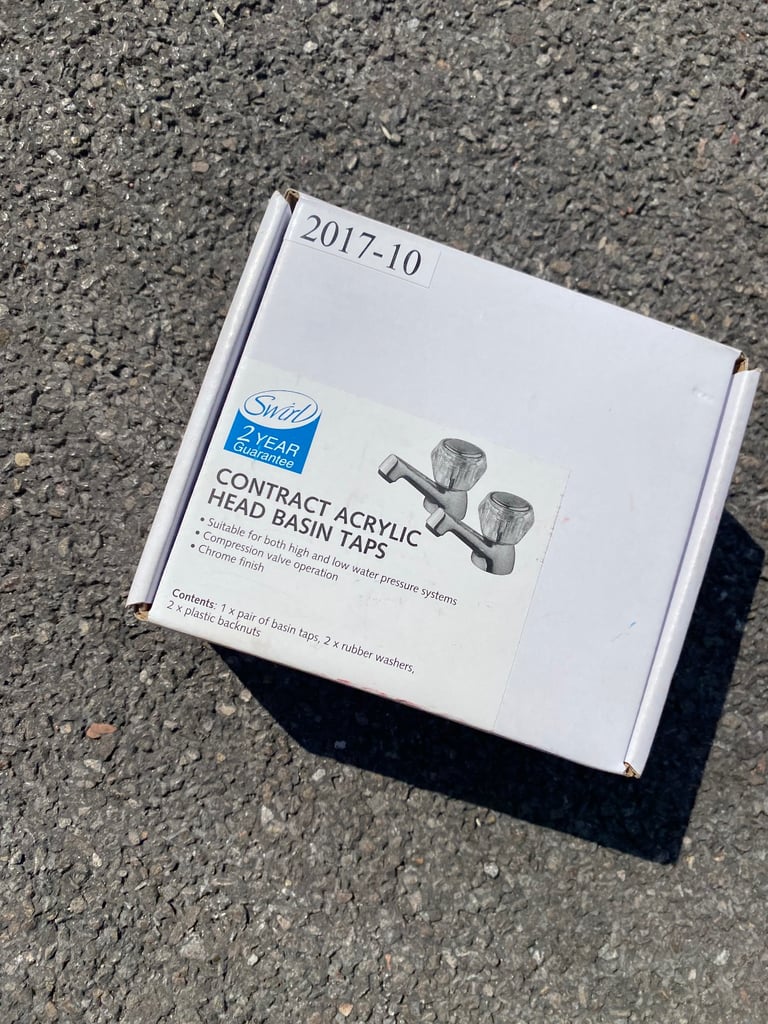 2017-10
Swirl
2 YEAR
Guarantee
CONTRACT ACRYLIC
HEAD BASIN TAPS
• Suitable for both high and low water pressure systems
• Compression valve operation
• Chrome finish
Contents: 1 x pair of basin taps, 2 x rubber washers,
2 x plastic backnuts